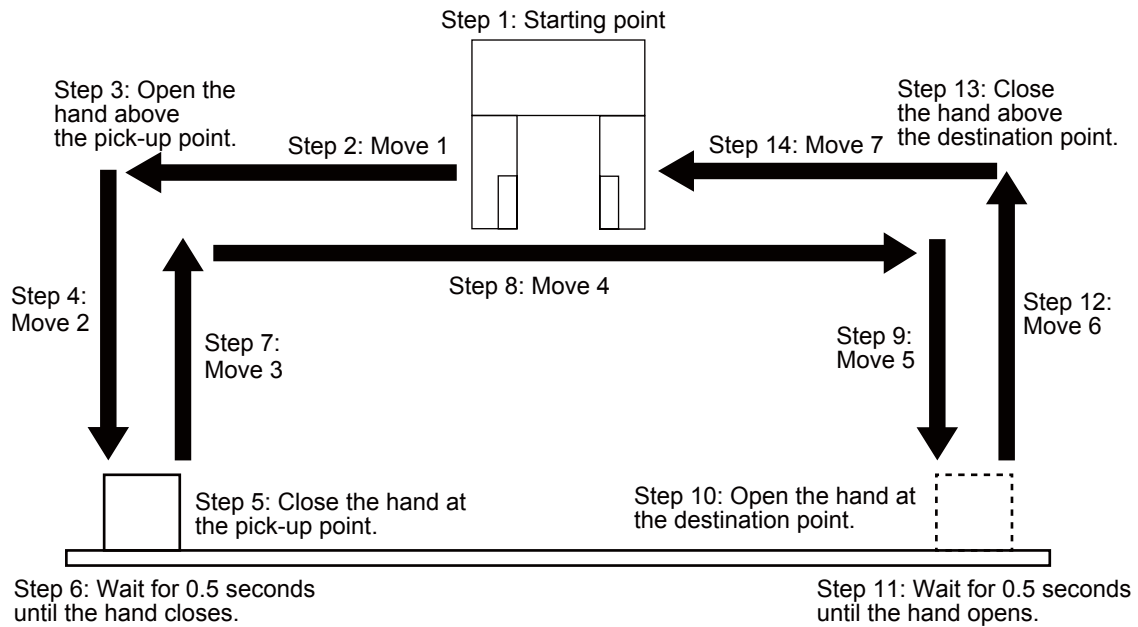 Step 1: Starting point
Step 3: Open the
hand above
the pick-up point.
Step 2: Move 1
Step 13: Close
the hand above
the destination point.
Step 14: Move 7
Step 8: Move 4
Step 4:
Move 2
Step 7:
Move 3
Step 9:
Move 5
Step 12:
Move 6
Step 5: Close the hand at
the pick-up point.
Step 10: Open the hand at
the destination point.
Step 6: Wait for 0.5 seconds
until the hand closes.
Step 11: Wait for 0.5 seconds
until the hand opens.